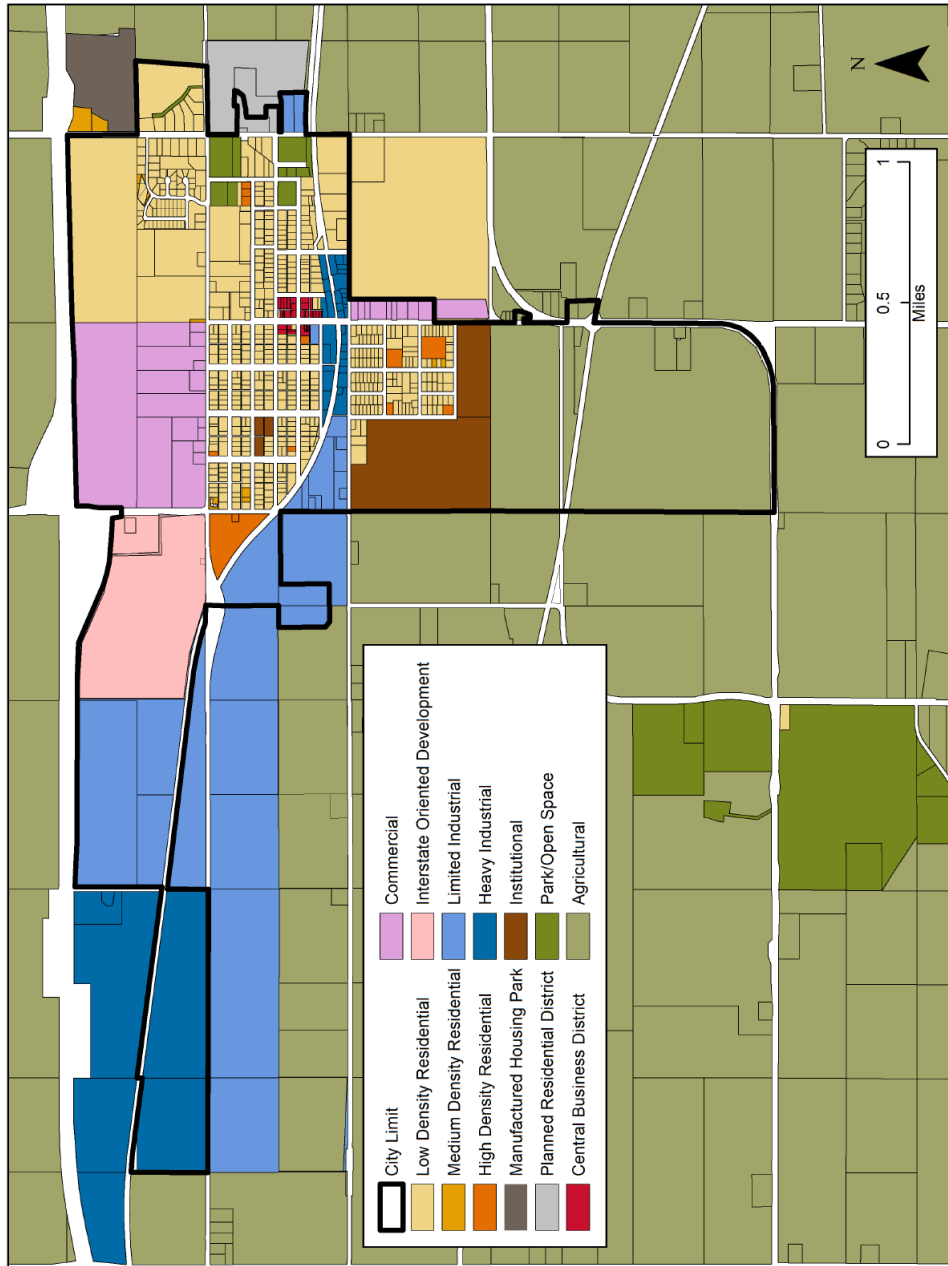 City Limit
Low Density Residential
Medium Density Residential
High Density Residential
Manufactured Housing Park
Planned Residential District
Central Business District
Commercial
Interstate Oriented Development
Limited Industrial
Heavy Industrial
Institutional
Park/Open Space
Agricultural
N
0 0.5 1
Miles